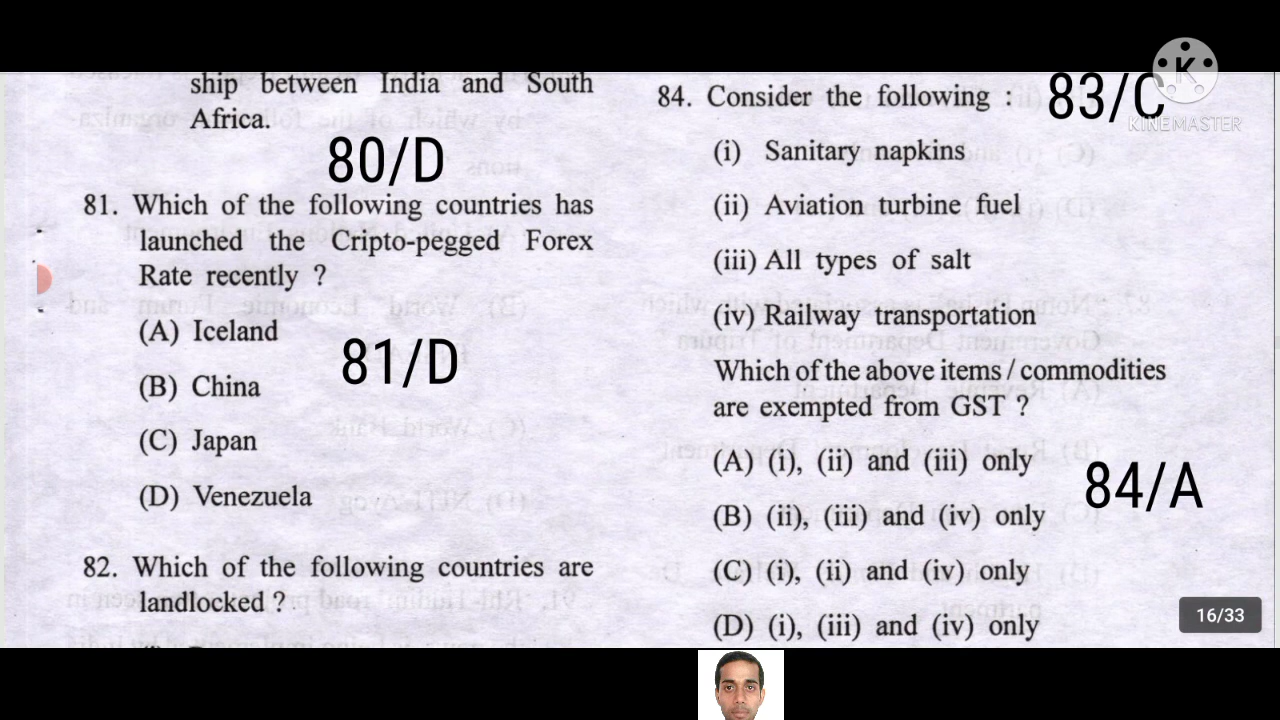 ship between India and South
Africa.
80/D
81. Which of the following countries has
launched the Cripto-pegged Forex
Rate recently ?
(A) Iceland
81/D
(B) China
(C) Japan
(D) Venezuela
82. Which of the following countries are
landlocked ?
83/C
K
KINEMASTER
84. Consider the following :
(i) Sanitary napkins
(ii) Aviation turbine fuel
(iii) All types of salt
(iv) Railway transportation
Which of the above items / commodities
are exempted from GST ?
(A) (i), (ii) and (iii) only
84/A
(B) (ii), (iii) and (iv) only
(C) (i), (ii) and (iv) only
(D) (i), (iii) and (iv) only
16/33